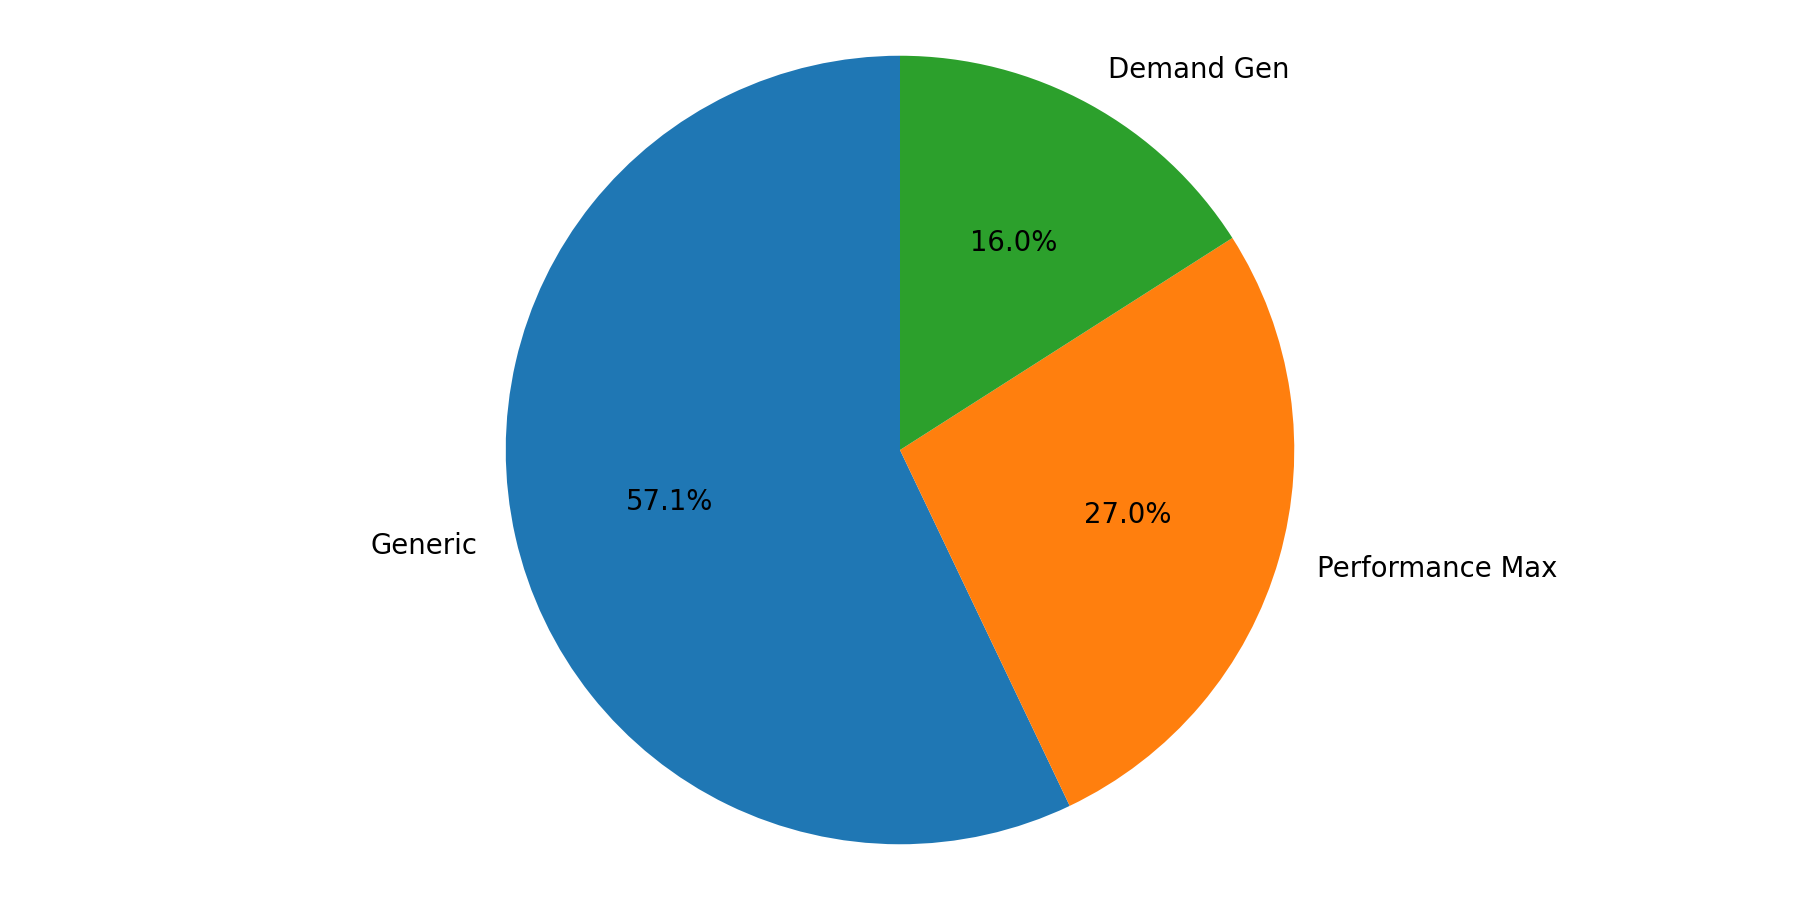 Demand Gen
16.0%
57.1%
27.0%
Generic
Performance Max